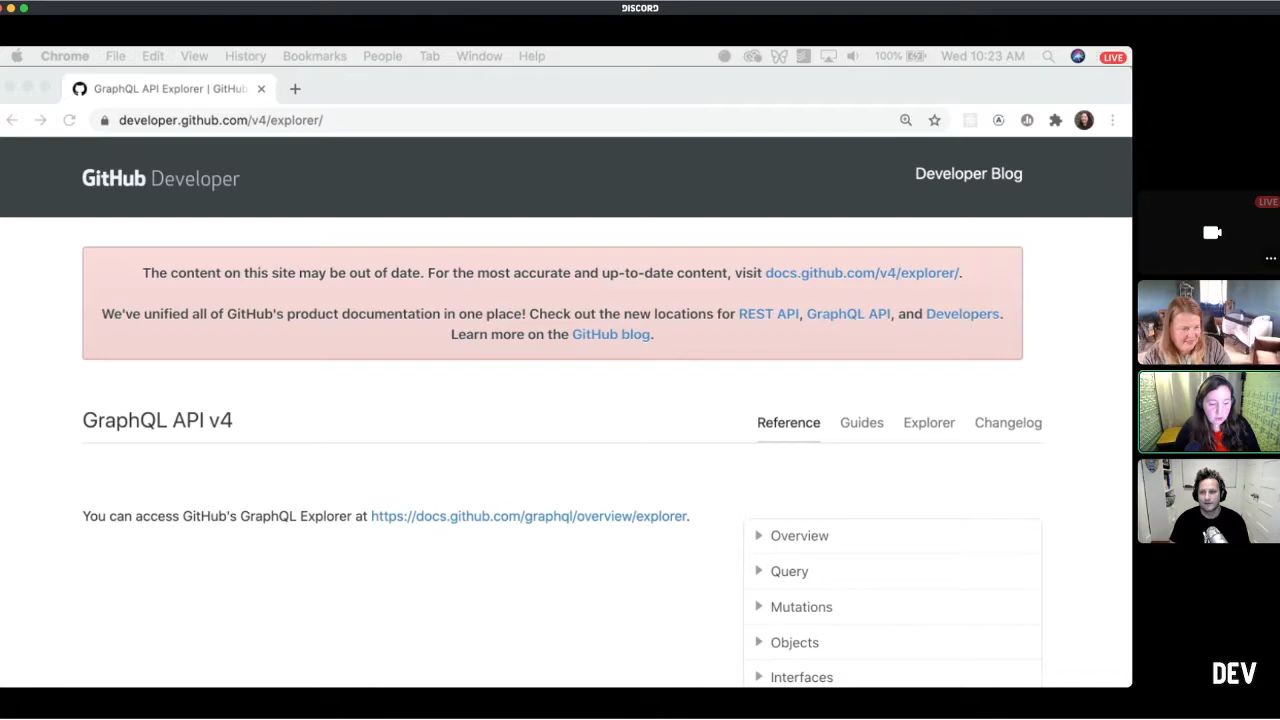 DISCORD
Chrome File Edit View History Bookmarks People Tab Window Help 100% Wed 10:23 AM LIVE
GraphQL API Explorer | GitHub
developer.github.com/v4/explorer/
GitHub Developer
Developer Blog
LIVE
The content on this site may be out of date. For the most accurate and up-to-date content, visit docs.github.com/v4/explorer/.
We've unified all of GitHub's product documentation in one place! Check out the new locations for REST API, GraphQL API, and Developers.
Learn more on the GitHub blog.
GraphQL API v4
Reference Guides Explorer Changelog
You can access GitHub's GraphQL Explorer at https://docs.github.com/graphql/overview/explorer.
Overview
Query
Mutations
Objects
Interfaces
DEV